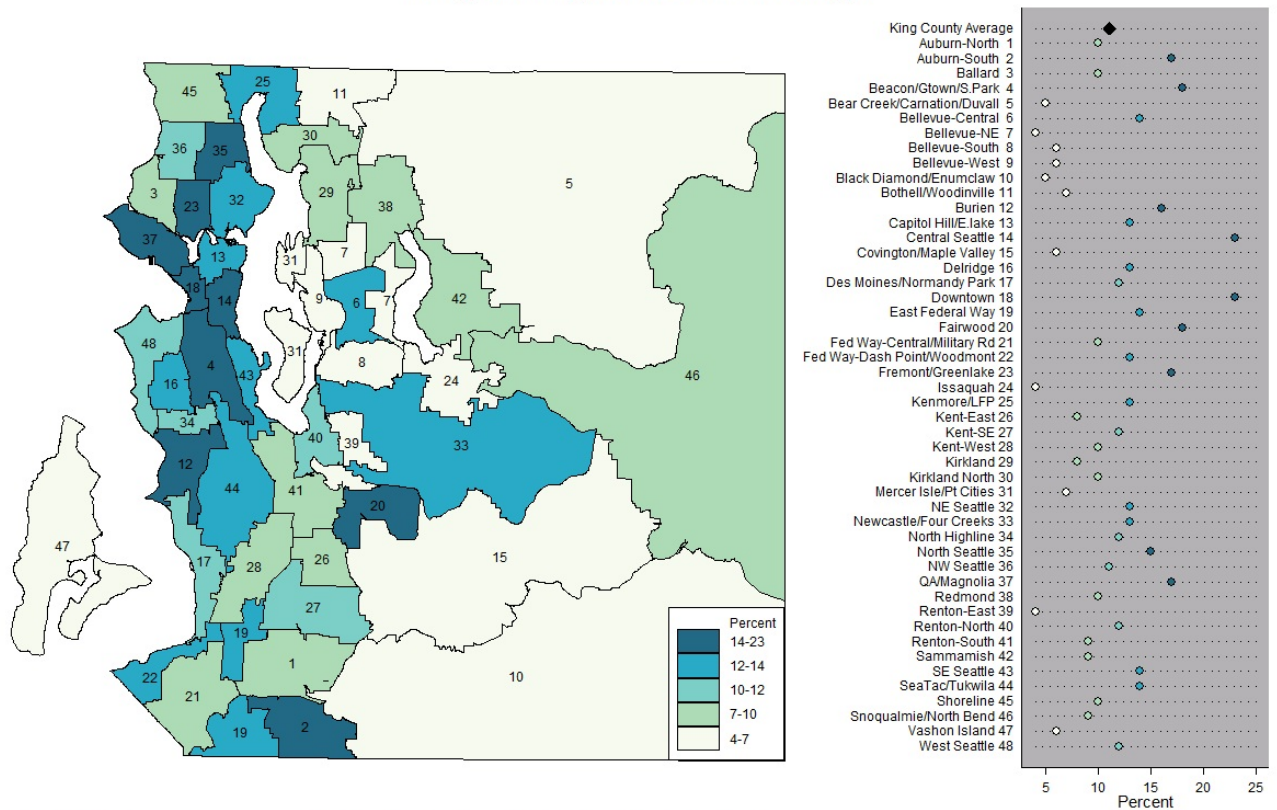 45
25
11
36
35
30
3
23
32
29
38
5
37
13
31
7
18
14
9
6
7
42
48
4
43
31
8
46
16
24
34
40
39
33
12
44
41
20
47
17
28
26
15
27
19
1
22
21
10
19
2
Percent
14-23
12-14
10-12
7-10
4-7
King County Average
Auburn-North 1
Auburn-South 2
Ballard 3
Beacon/Gtown/S.Park 4
Bear Creek/Carnation/Duvall 5
Bellevue-Central 6
Bellevue-NE 7
Bellevue-South 8
Bellevue-West 9
Black Diamond/Enumclaw 10
Bothell/Woodinville 11
Burien 12
Capitol Hill/E.lake 13
Central Seattle 14
Covington/Maple Valley 15
Delridge 16
Des Moines/Normandy Park 17
Downtown 18
East Federal Way 19
Fairwood 20
Fed Way-Central/Military Rd 21
Fed Way-Dash Point/Woodmont 22
Fremont/Greenlake 23
Issaquah 24
Kenmore/LFP 25
Kent-East 26
Kent-SE 27
Kent-West 28
Kirkland 29
Kirkland North 30
Mercer Isle/Pt Cities 31
NE Seattle 32
Newcastle/Four Creeks 33
North Highline 34
North Seattle 35
NW Seattle 36
QA/Magnolia 37
Redmond 38
Renton-East 39
Renton-North 40
Renton-South 41
Sammamish 42
SE Seattle 43
SeaTac/Tukwila 44
Shoreline 45
Snoqualmie/North Bend 46
Vashon Island 47
West Seattle 48
5 10 15 20 25
Percent